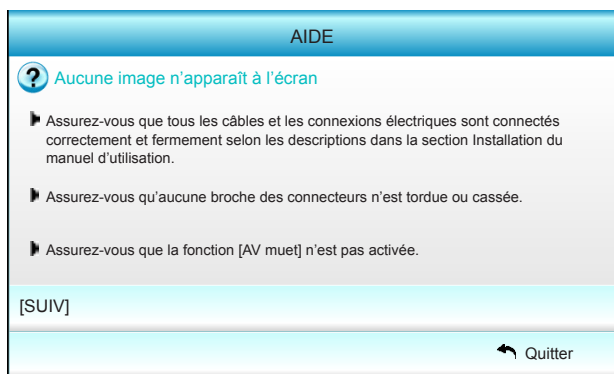 AIDE
? Aucune image n’apparaît à l’écran
Assurez-vous que tous les câbles et les connexions électriques sont connectés
correctement et fermement selon les descriptions dans la section Installation du
manuel d’utilisation.
Assurez-vous qu’aucune broche des connecteurs n’est tordue ou cassée.
Assurez-vous que la fonction [AV muet] n’est pas activée.
[SUIV]
Quitter